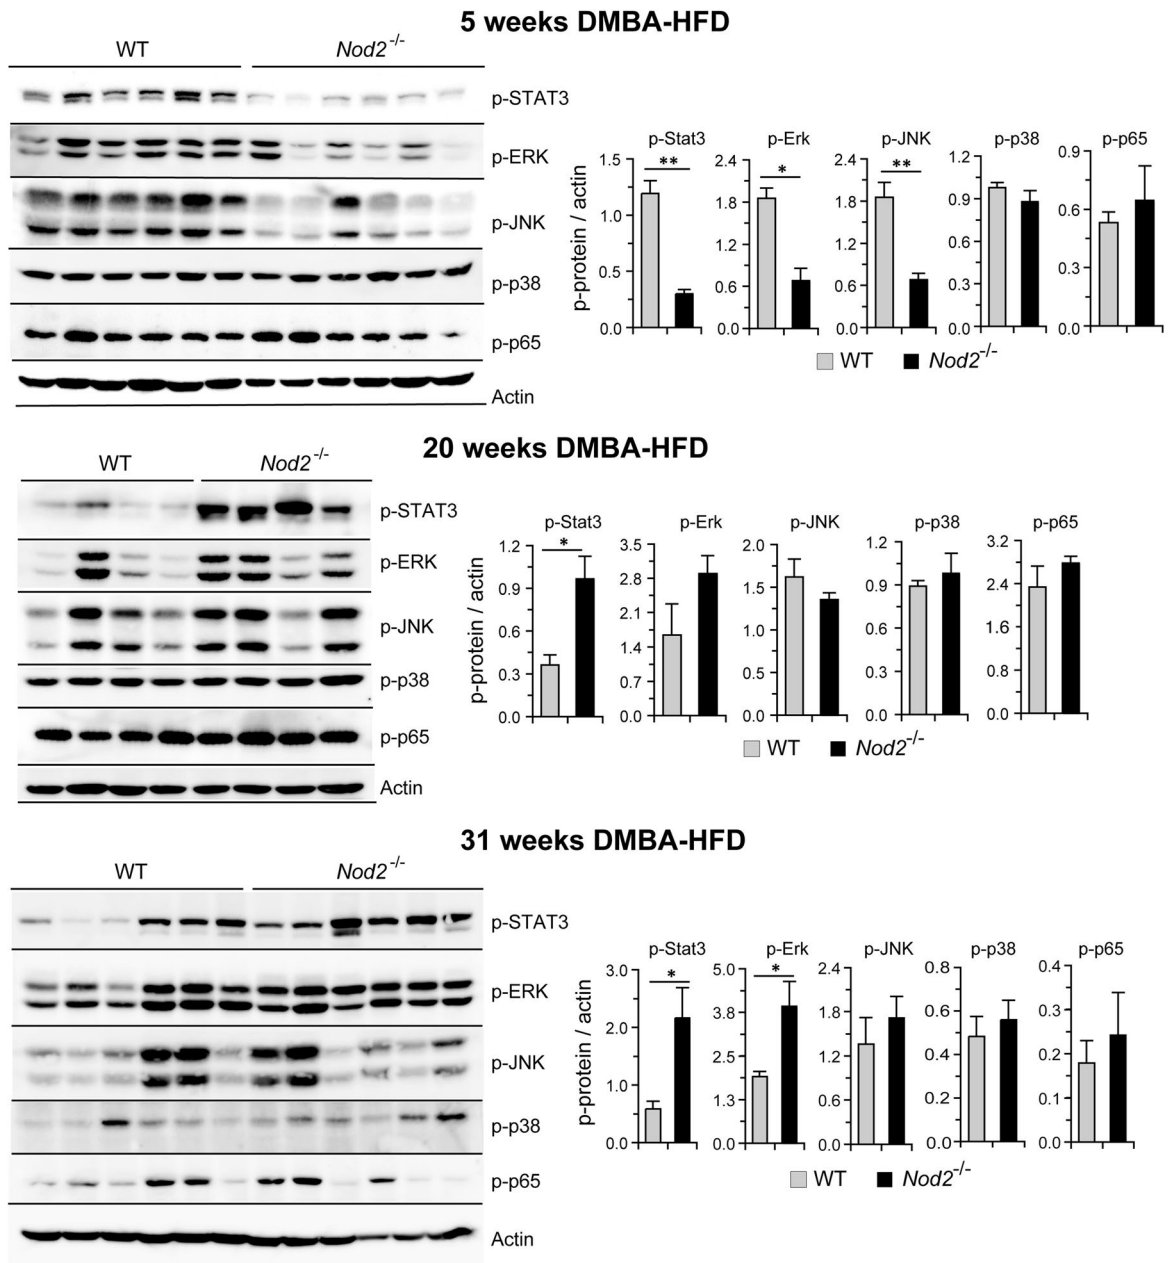 5 weeks DMBA-HFD
WT Nod2-/-
p-STAT3
p-ERK
p-JNK
p-p38
p-p65
Actin
p-protein / actin
p-Stat3 p-Erk p-JNK p-p38 p-p65
** * **
1.5 1.0 0.5 0.0
2.4 1.8 1.2 0.6 0.0
2.4 1.8 1.2 0.6 0.0
1.2 0.9 0.6 0.3 0.0
0.9 0.6 0.3 0.0
WT Nod2-/-
20 weeks DMBA-HFD
WT Nod2-/-
p-STAT3
p-ERK
p-JNK
p-p38
p-p65
Actin
p-protein / actin
p-Stat3 p-Erk p-JNK p-p38 p-p65
*
1.2 0.9 0.6 0.3 0.0
3.5 2.8 2.1 1.4 0.7 0.0
2.0 1.5 1.0 0.5 0.0
1.2 0.9 0.6 0.3 0.0
3.2 2.4 1.6 0.8 0.0
WT Nod2-/-
31 weeks DMBA-HFD
WT Nod2-/-
p-STAT3
p-ERK
p-JNK
p-p38
p-p65
Actin
p-protein / actin
p-Stat3 p-Erk p-JNK p-p38 p-p65
* *
3.0 2.0 1.0 0.0
5.0 3.8 2.5 1.3 0.0
2.4 1.8 1.2 0.6 0.0
0.8 0.6 0.4 0.2 0.0
0.4 0.3 0.2 0.1 0.0
WT Nod2-/-